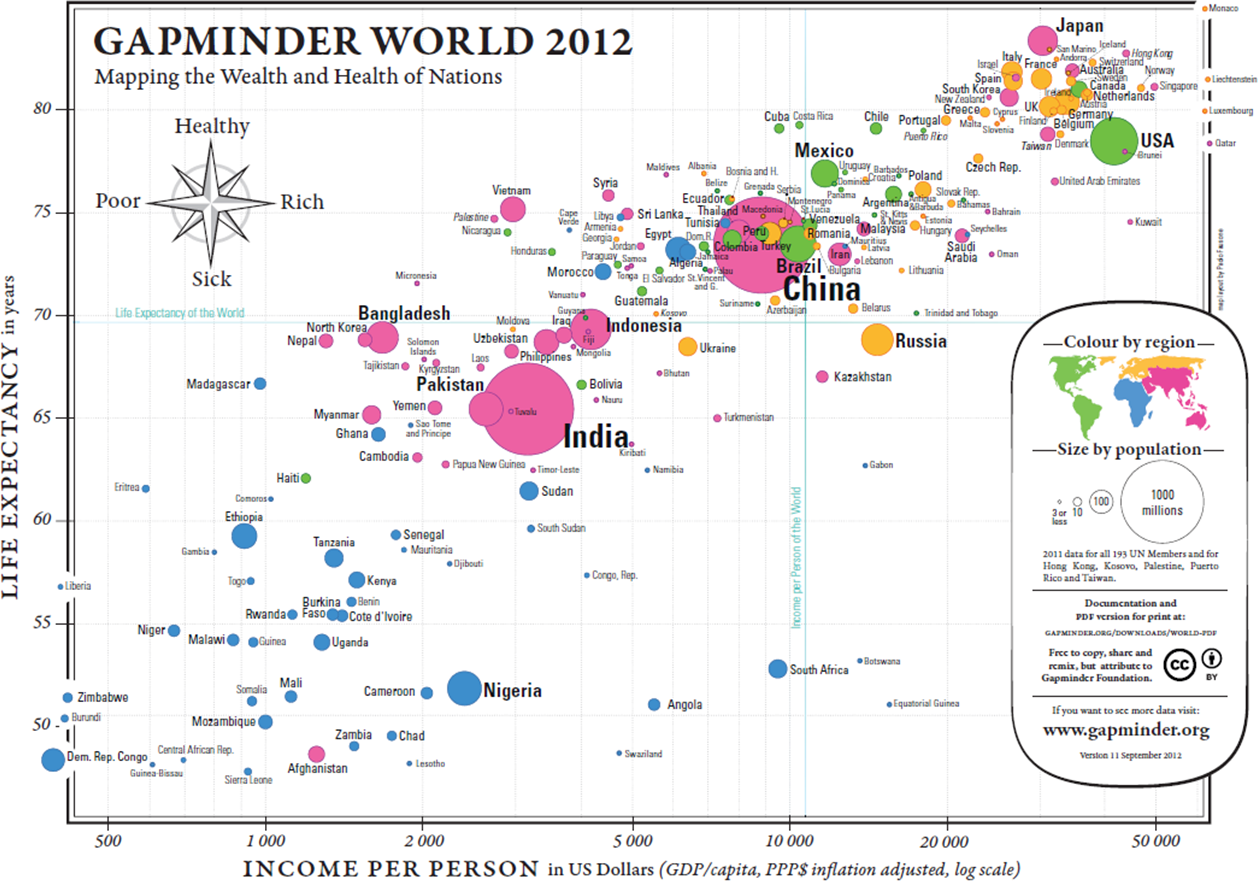 GAPMINDER WORLD 2012
Mapping the Wealth and Health of Nations
Healthy
Poor
Rich
Sick
LIFE EXPECTANCY in years
80
75
70
65
60
55
50
Life Expectancy of the World
Income per Person of the World
Monaco
Japan
San Marino
Iceland
Andorra
Hong Kong
Italy
France
Switzerland
Israel
Australia
Norway
Liechtenstein
Spain
Sweden
Singapore
Canada
South Korea
Ireland
Netherlands
New Zealand
Austria
UK
Luxembourg
Greece
Cyprus
Germany
Malta
Finland
Belgium
Slovenia
Cuba
Costa Rica
Chile
Portugal
Puerto Rico
USA
Taiwan
Denmark
Brunei
Qatar
Mexico
Czech Rep.
Uruguay
Maldives
Albania
Bosnia and H.
Barbados
Croatia
Poland
United Arab Emirates
Syria
Belize
Grenada
Serbia
Dominica
Panama
Vietnam
Ecuador
Montenegro
Argentina
Antigua
&Barbuda
Slovak Rep.
Bahamas
Palestine
Cape
Verde
Libya
Sri Lanka
Thailand
Macedonia
St.Lucia
St. Kitts
& Nevis
Estonia
Bahrain
Kuwait
Nicaragua
Armenia
Tunisia
Venezuela
Malaysia
Hungary
Seychelles
Georgia
Egypt
Dom.R.
Peru
Romania
Mauritius
Saudi
Arabia
Honduras
Jordan
Colombia
Turkey
Latvia
Oman
Paraguay
Samoa
Algeria
Jamaica
Iran
Lebanon
Morocco
Tonga
El Salvador
St.Vincent
and G.
Palau
Brazil
Bulgaria
Lithuania
Micronesia
China
Vanuatu
Guatemala
Suriname
Azerbaijan
Belarus
Trinidad and Tobago
Bangladesh
Guyana
Kosovo
North Korea
Moldova
Iraq
Indonesia
Nepal
Solomon
Islands
Uzbekistan
Fiji
Ukraine
Russia
Tajikistan
Kyrgyzstan
Laos
Philippines
Mongolia
Bhutan
Kazakhstan
Madagascar
Pakistan
Bolivia
Nauru
Myanmar
Yemen
Tuvalu
Turkmenistan
Ghana
Sao Tome
and Principe
India
Kiribati
Cambodia
Papua New Guinea
Timor-Leste
Namibia
Gabon
Haiti
Eritrea
Comoros
Sudan
Ethiopia
South Sudan
Senegal
Gambia
Tanzania
Mauritania
Djibouti
Liberia
Togo
Kenya
Congo, Rep.
Burkina
Faso
Benin
Rwanda
Cote d'Ivoire
Niger
Malawi
Guinea
Uganda
South Africa
Botswana
Zimbabwe
Somalia
Mali
Cameroon
Nigeria
Angola
Equatorial Guinea
Burundi
Mozambique
Zambia
Chad
Swaziland
Dem. Rep. Congo
Central African Rep.
Guinea-Bissau
Sierra Leone
Afghanistan
Lesotho
Colour by region
Size by population
3 or
less
10
100
1000
millions
2011 data for all 193 UN Members and for
Hong Kong, Kosovo, Palestine, Puerto
Rico and Taiwan.
Documentation and
PDF version for print at:
GAPMINDER.ORG/DOWNLOADS/WORLD-PDF
Free to copy, share and
remix, but attribute to
Gapminder Foundation.
CC
BY
If you want to see more data visit:
www.gapminder.org
Version 11 September 2012
500
1 000
2 000
5 000
10 000
20 000
50 000
INCOME PER PERSON in US Dollars (GDP/capita, PPP$ inflation adjusted, log scale)